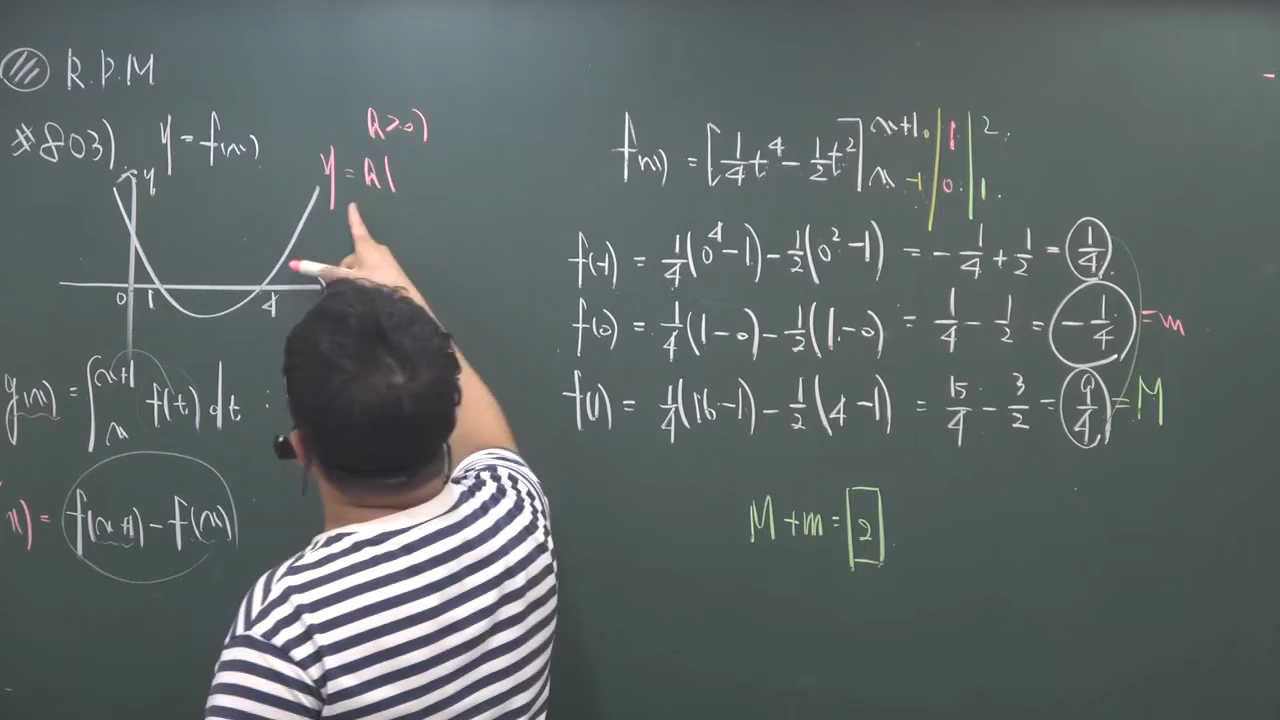 R.P.M
#803) y = f(x)
a>0)
y = a(
y
0 1 4
g(x) = ∫ₓˣ⁺¹ f(t) dt :
x) = f(x+1) - f(x)
f(x) = [1/4 t⁴ - 1/2 t²] x+1 0 | 1 | 2
x -1 | 0 | 1
f(-1) = 1/4(0⁴-1) - 1/2(0²-1) = -1/4 + 1/2 = 1/4
f(0) = 1/4(1-0) - 1/2(1-0) = 1/4 - 1/2 = -1/4 = m
f(1) = 1/4(16-1) - 1/2(4-1) = 15/4 - 3/2 = 9/4 = M
M+m = 2